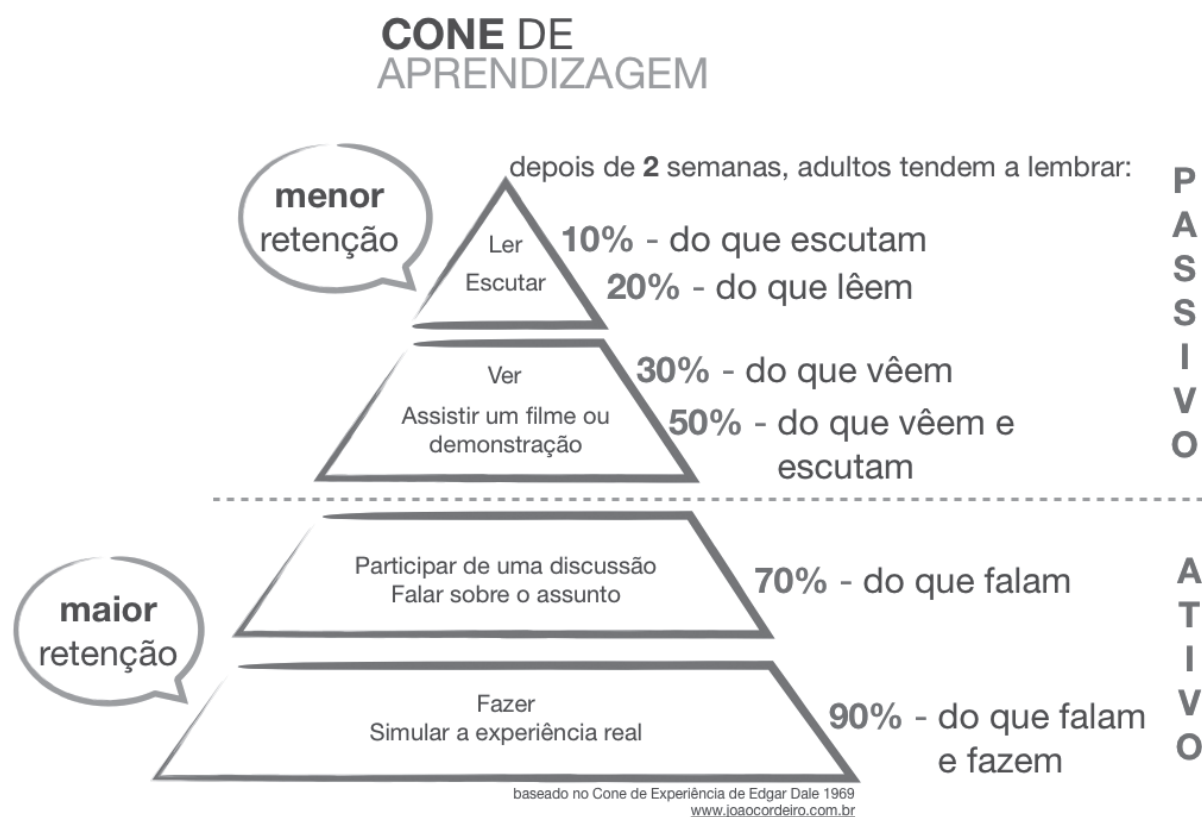 CONE DE
APRENDIZAGEM
depois de 2 semanas, adultos tendem a lembrar:
menor
retenção
Ler
Escutar
10% - do que escutam
20% - do que lêem
Ver
Assistir um filme ou
demonstração
30% - do que vêem
50% - do que vêem e
escutam
PASSIVO
Participar de uma discussão
Falar sobre o assunto
70% - do que falam
maior
retenção
Fazer
Simular a experiência real
90% - do que falam
e fazem
ATIVO
baseado no Cone de Experiência de Edgar Dale 1969
www.joaocordeiro.com.br